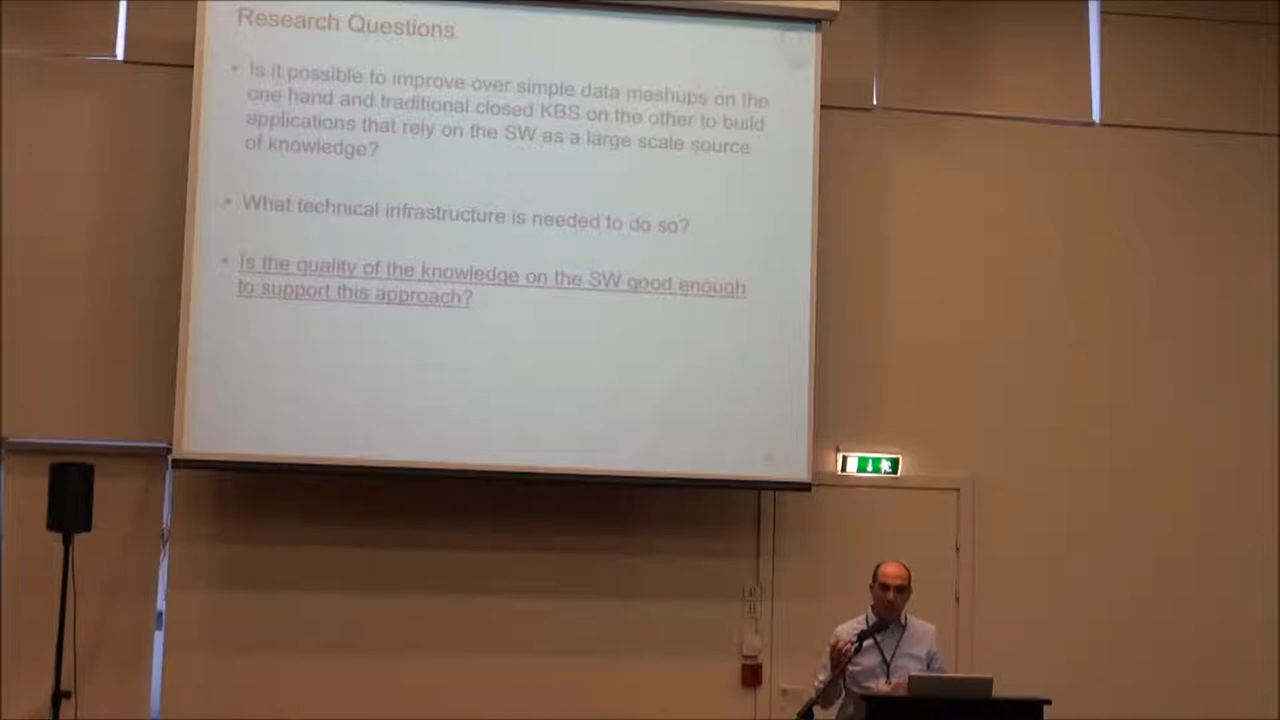 Research Questions
• Is it possible to improve over simple data mashups on the
one hand and traditional closed KBS on the other to build
applications that rely on the SW as a large scale source
of knowledge?
• What technical infrastructure is needed to do so?
• Is the quality of the knowledge on the SW good enough
to support this approach?